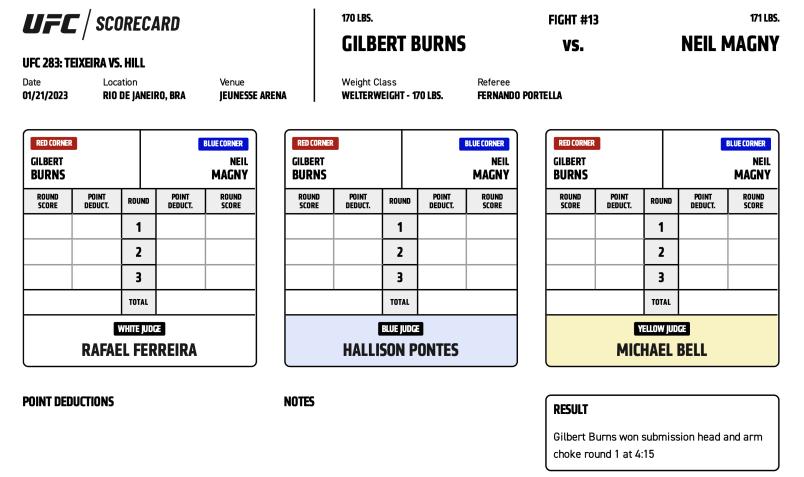 UFC / SCORECARD
UFC 283: TEIXEIRA VS. HILL
Date Location Venue
01/21/2023 RIO DE JANEIRO, BRA JEUNESSE ARENA
170 LBS. FIGHT #13 171 LBS.
GILBERT BURNS vs. NEIL MAGNY
Weight Class Referee
WELTERWEIGHT - 170 LBS. FERNANDO PORTELLA
RED CORNER BLUE CORNER
GILBERT NEIL
BURNS MAGNY
ROUND SCORE POINT DEDUCT. ROUND POINT DEDUCT. ROUND SCORE
1
2
3
TOTAL
WHITE JUDGE
RAFAEL FERREIRA
RED CORNER BLUE CORNER
GILBERT NEIL
BURNS MAGNY
ROUND SCORE POINT DEDUCT. ROUND POINT DEDUCT. ROUND SCORE
1
2
3
TOTAL
BLUE JUDGE
HALLISON PONTES
RED CORNER BLUE CORNER
GILBERT NEIL
BURNS MAGNY
ROUND SCORE POINT DEDUCT. ROUND POINT DEDUCT. ROUND SCORE
1
2
3
TOTAL
YELLOW JUDGE
MICHAEL BELL
POINT DEDUCTIONS
NOTES
RESULT
Gilbert Burns won submission head and arm
choke round 1 at 4:15